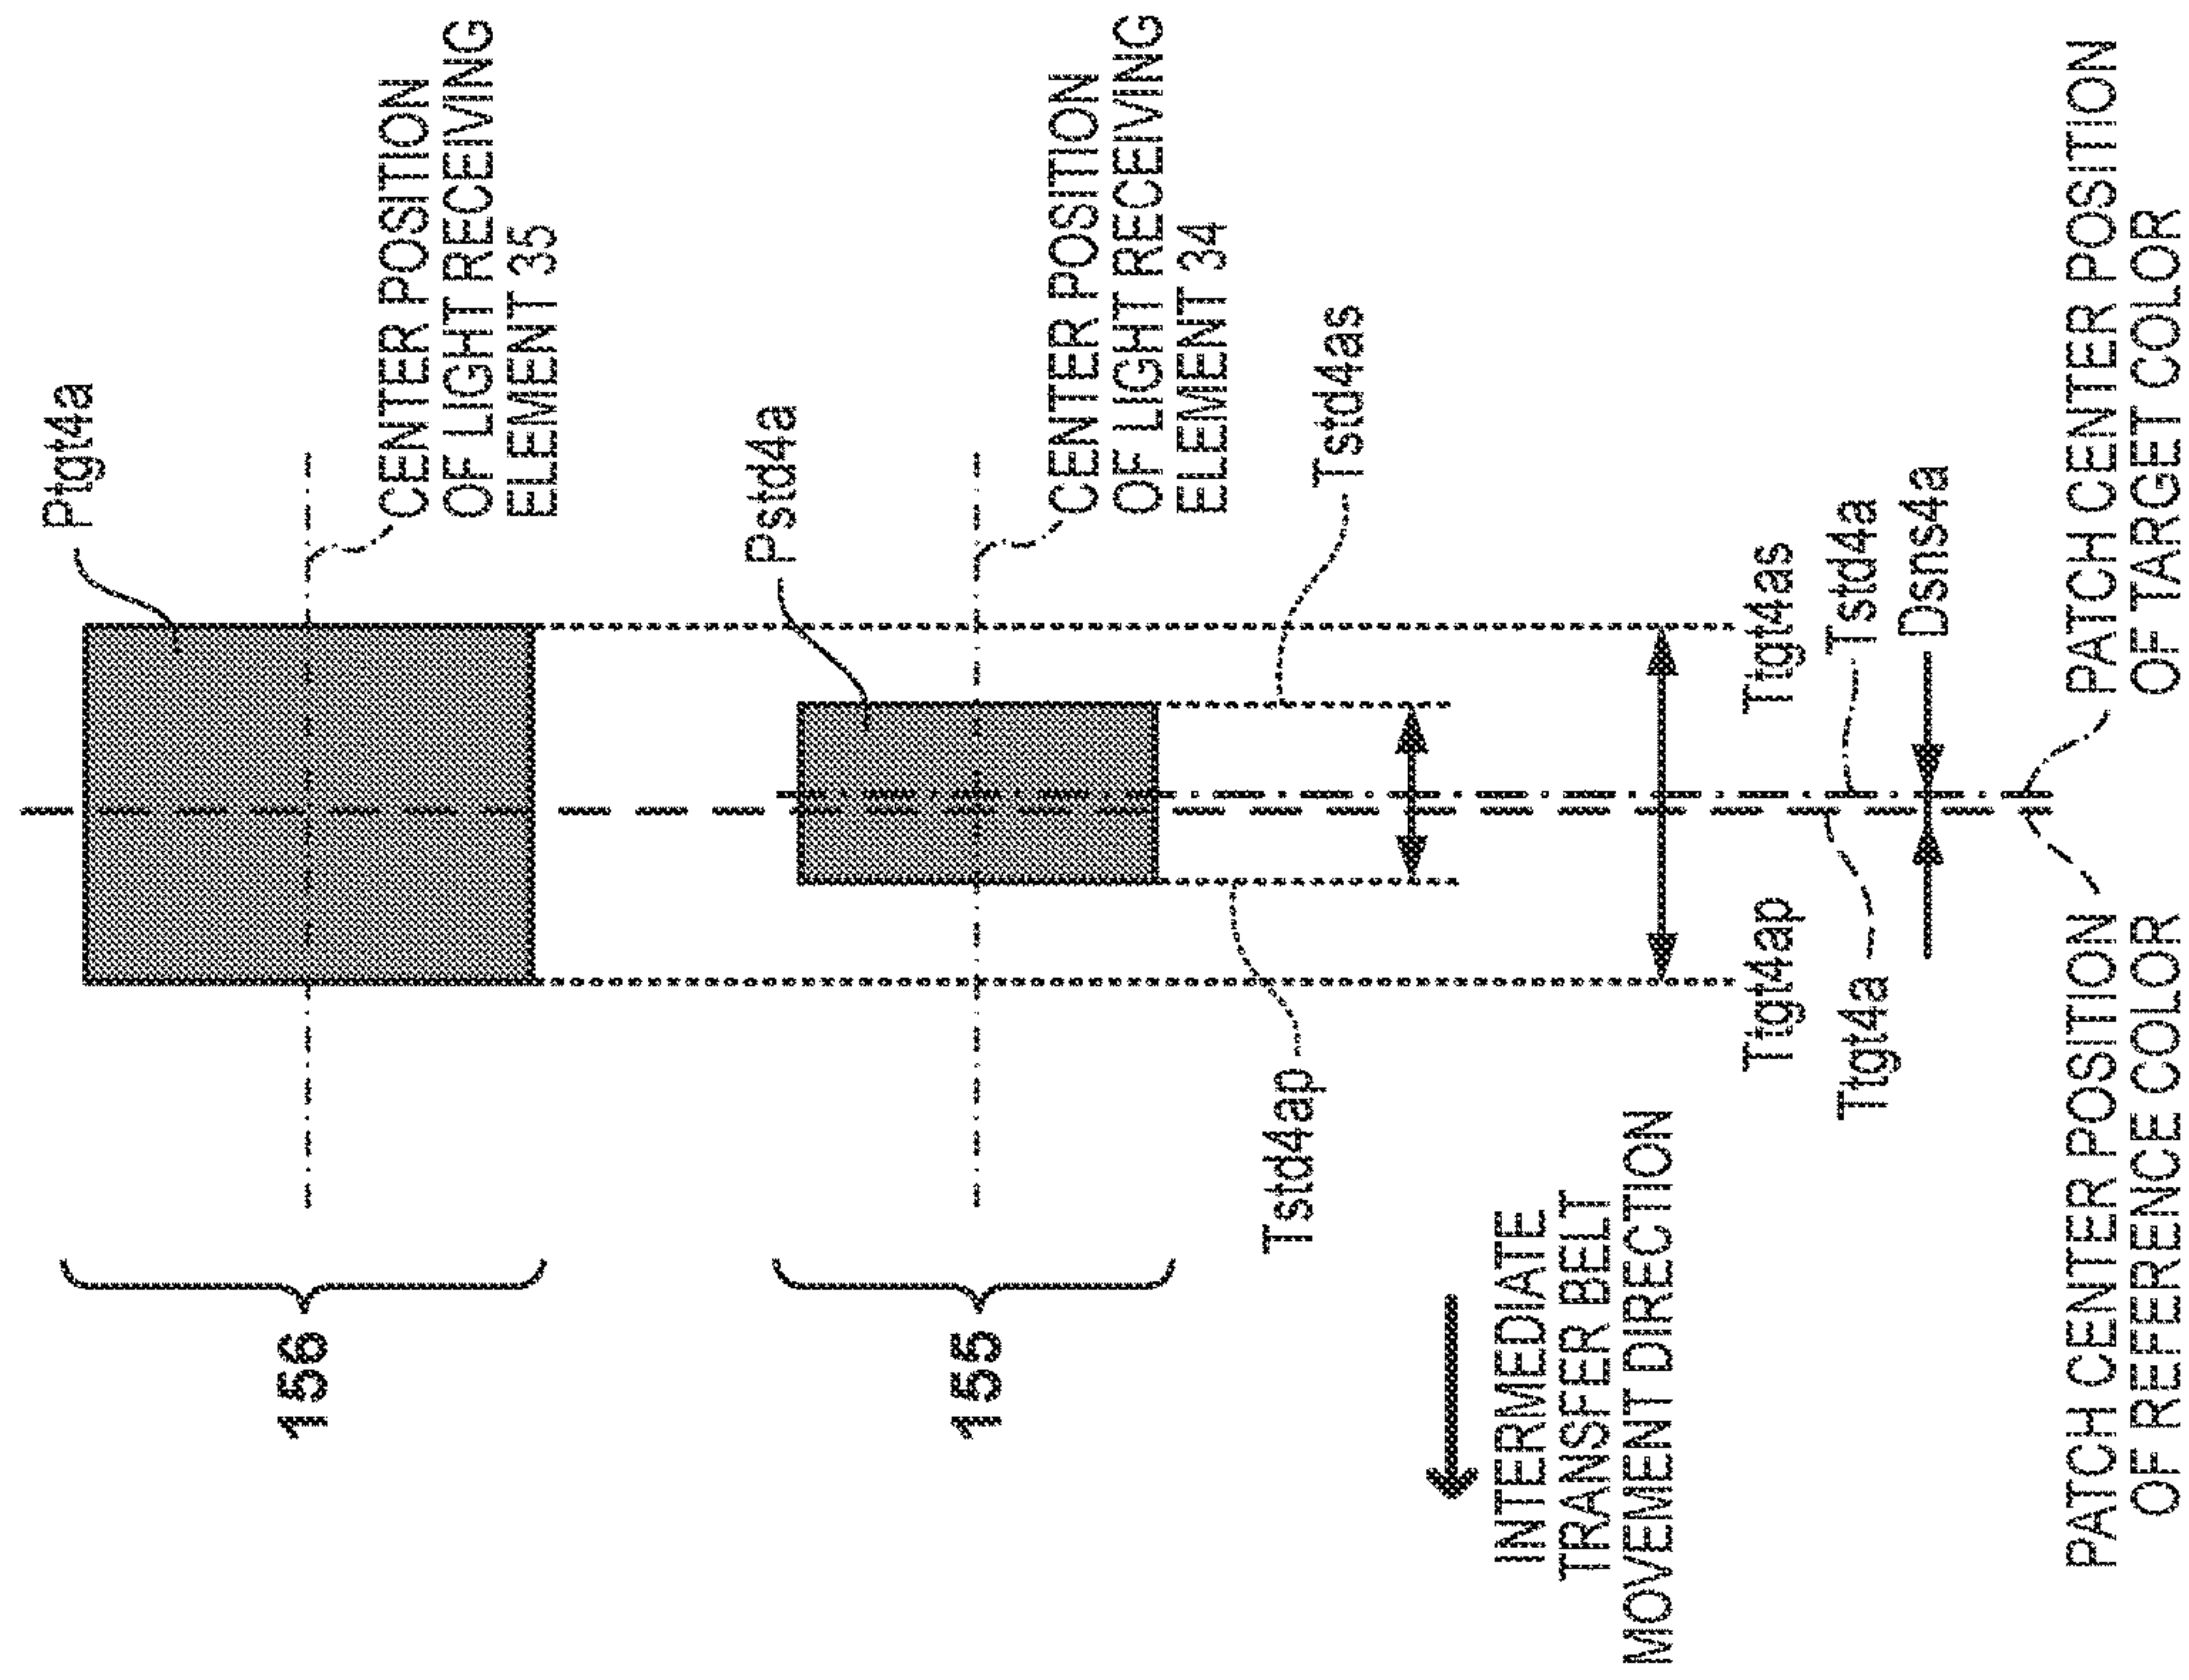 Ptgt4a
CENTER POSITION
OF LIGHT RECEIVING
ELEMENT 35
156
Pstd4a
CENTER POSITION
OF LIGHT RECEIVING
ELEMENT 34
155
Tstd4as
Tstd4ap
INTERMEDIATE
TRANSFER BELT
MOVEMENT DIRECTION
Ttgt4as
Ttgt4ap
Tstd4a
Ttgt4a
Dsns4a
PATCH CENTER POSITION
OF TARGET COLOR
PATCH CENTER POSITION
OF REFERENCE COLOR